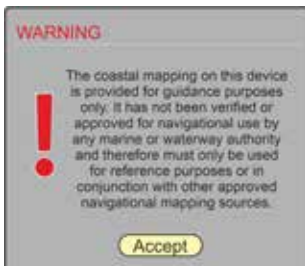 WARNING
The coastal mapping on this device
is provided for guidance purposes
only. It has not been verified or
approved for navigational use by
any marine or waterway authority
and therefore must only be used
for reference purposes or in
conjunction with other approved
navigational mapping sources.
!
Accept